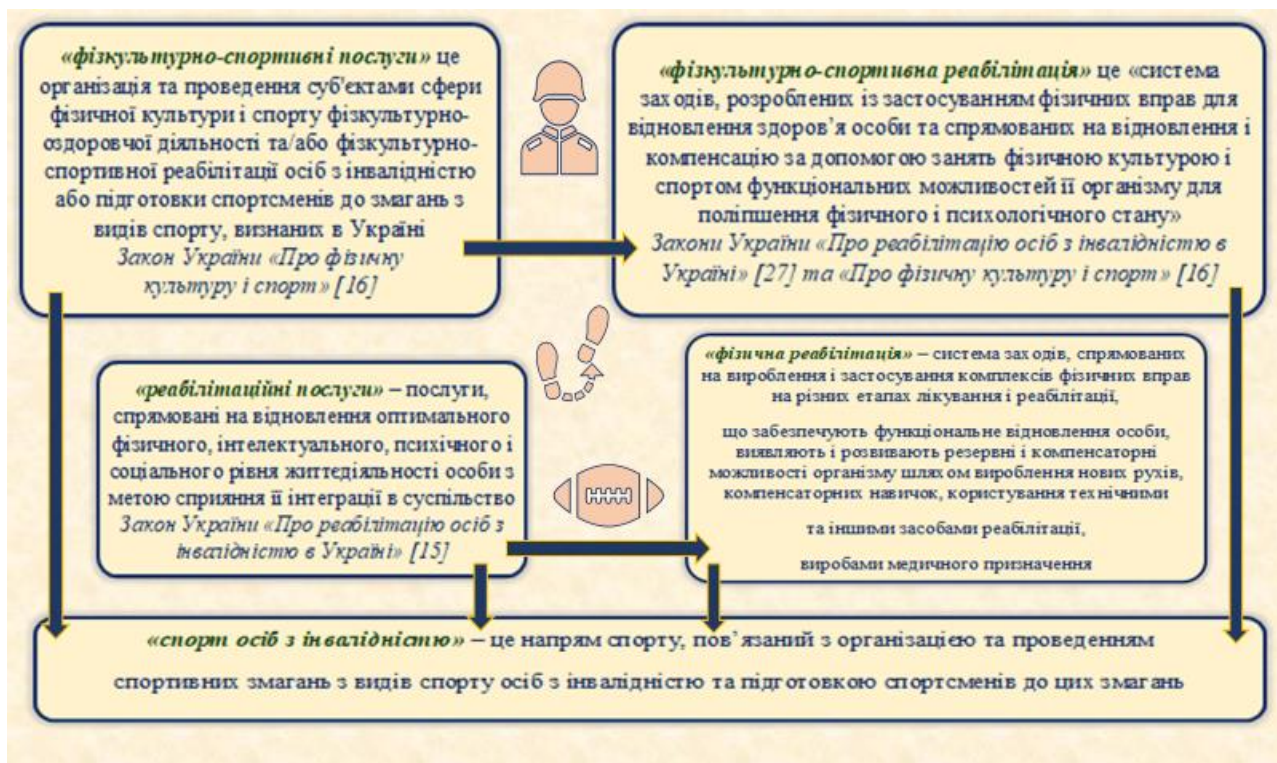 «фізкультурно-спортивні послуги» це
організація та проведення суб'єктами сфери
фізичної культури і спорту фізкультурно-
оздоровчої діяльності та/або фізкультурно-
спортивної реабілітації осіб з інвалідністю
або підготовки спортсменів до змагань з
видів спорту, визнаних в Україні
Закон України «Про фізичну
культуру і спорт» [16]
«фізкультурно-спортивна реабілітація» це «система
заходів, розроблених із застосуванням фізичних вправ для
відновлення здоров’я особи та спрямованих на відновлення і
компенсацію за допомогою занять фізичною культурою і
спортом функціональних можливостей її організму для
поліпшення фізичного і психологічного стану»
Закони України «Про реабілітацію осіб з інвалідністю в
Україні» [27] та «Про фізичну культуру і спорт» [16]
«реабілітаційні послуги» – послуги,
спрямовані на відновлення оптимального
фізичного, інтелектуального, психічного і
соціального рівня життєдіяльності особи з
метою сприяння її інтеграції в суспільство
Закон України «Про реабілітацію осіб з
інвалідністю в Україні» [15]
«фізична реабілітація» – система заходів, спрямованих
на вироблення і застосування комплексів фізичних вправ
на різних етапах лікування і реабілітації,
що забезпечують функціональне відновлення особи,
виявляють і розвивають резервні і компенсаторні
можливості організму шляхом вироблення нових рухів,
компенсаторних навичок, користування технічними
та іншими засобами реабілітації,
виробами медичного призначення
«спорт осіб з інвалідністю» – це напрям спорту, пов’язаний з організацією та проведенням
спортивних змагань з видів спорту осіб з інвалідністю та підготовкою спортсменів до цих змагань